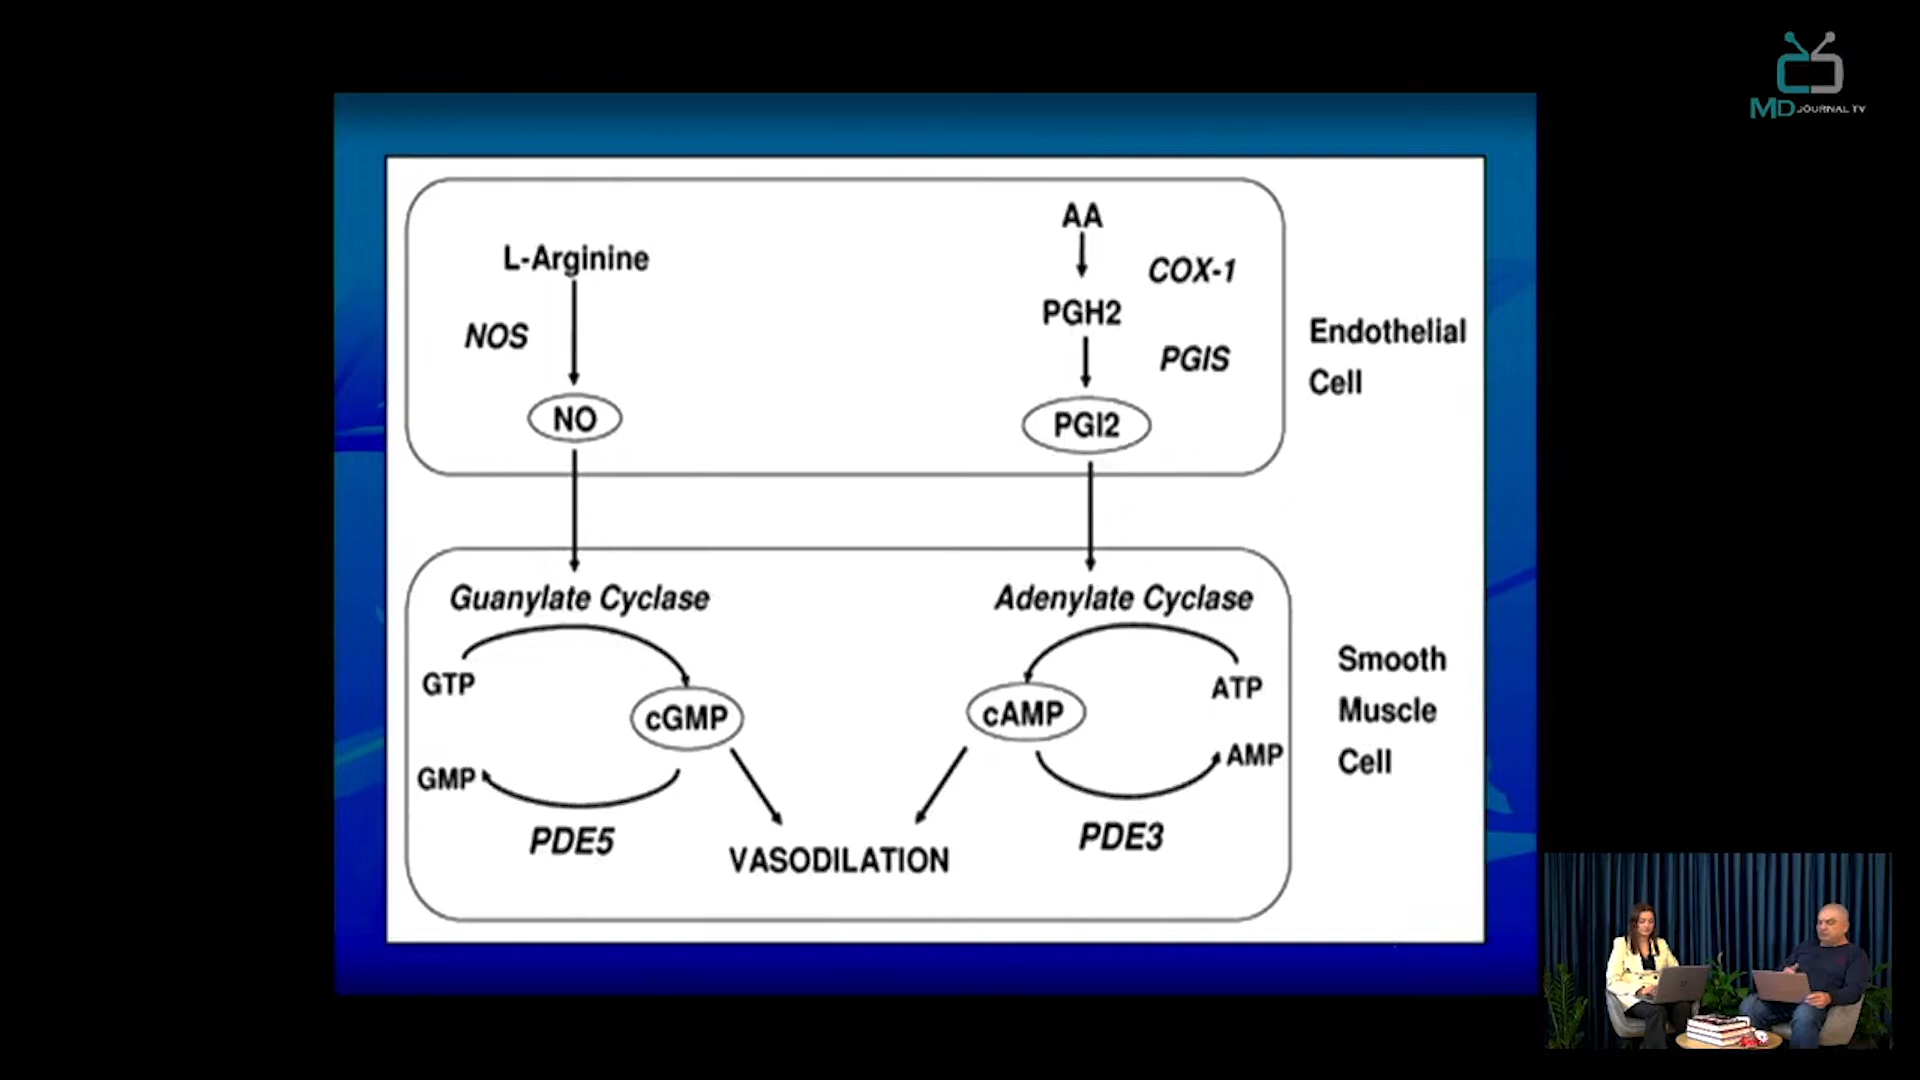 MD JOURNAL TV
AA
L-Arginine
COX-1
NOS
PGH2
PGIS
NO
PGI2
Endothelial
Cell
Guanylate Cyclase
Adenylate Cyclase
GTP
cGMP
GMP
PDE5
cAMP
ATP
AMP
PDE3
VASODILATION
Smooth
Muscle
Cell